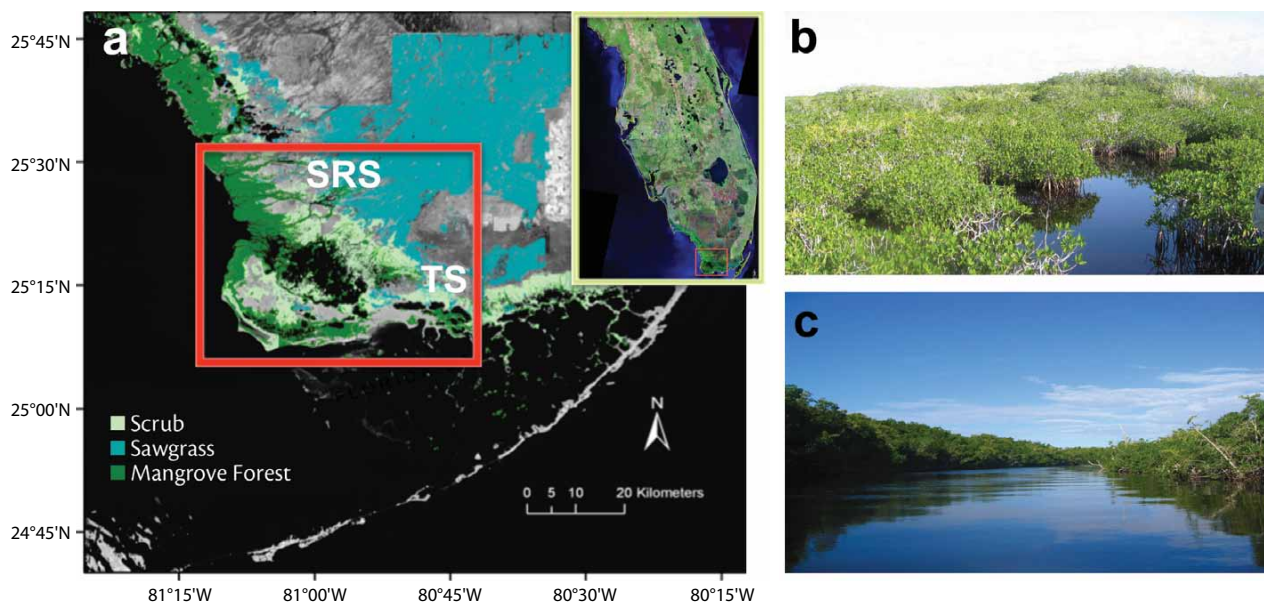 a
25°45'N
25°30'N
SRS
25°15'N
TS
25°00'N
Scrub
Sawgrass
Mangrove Forest
N
0 5 10 20 Kilometers
24°45'N
81°15'W 81°00'W 80°45'W 80°30'W 80°15'W
b
c